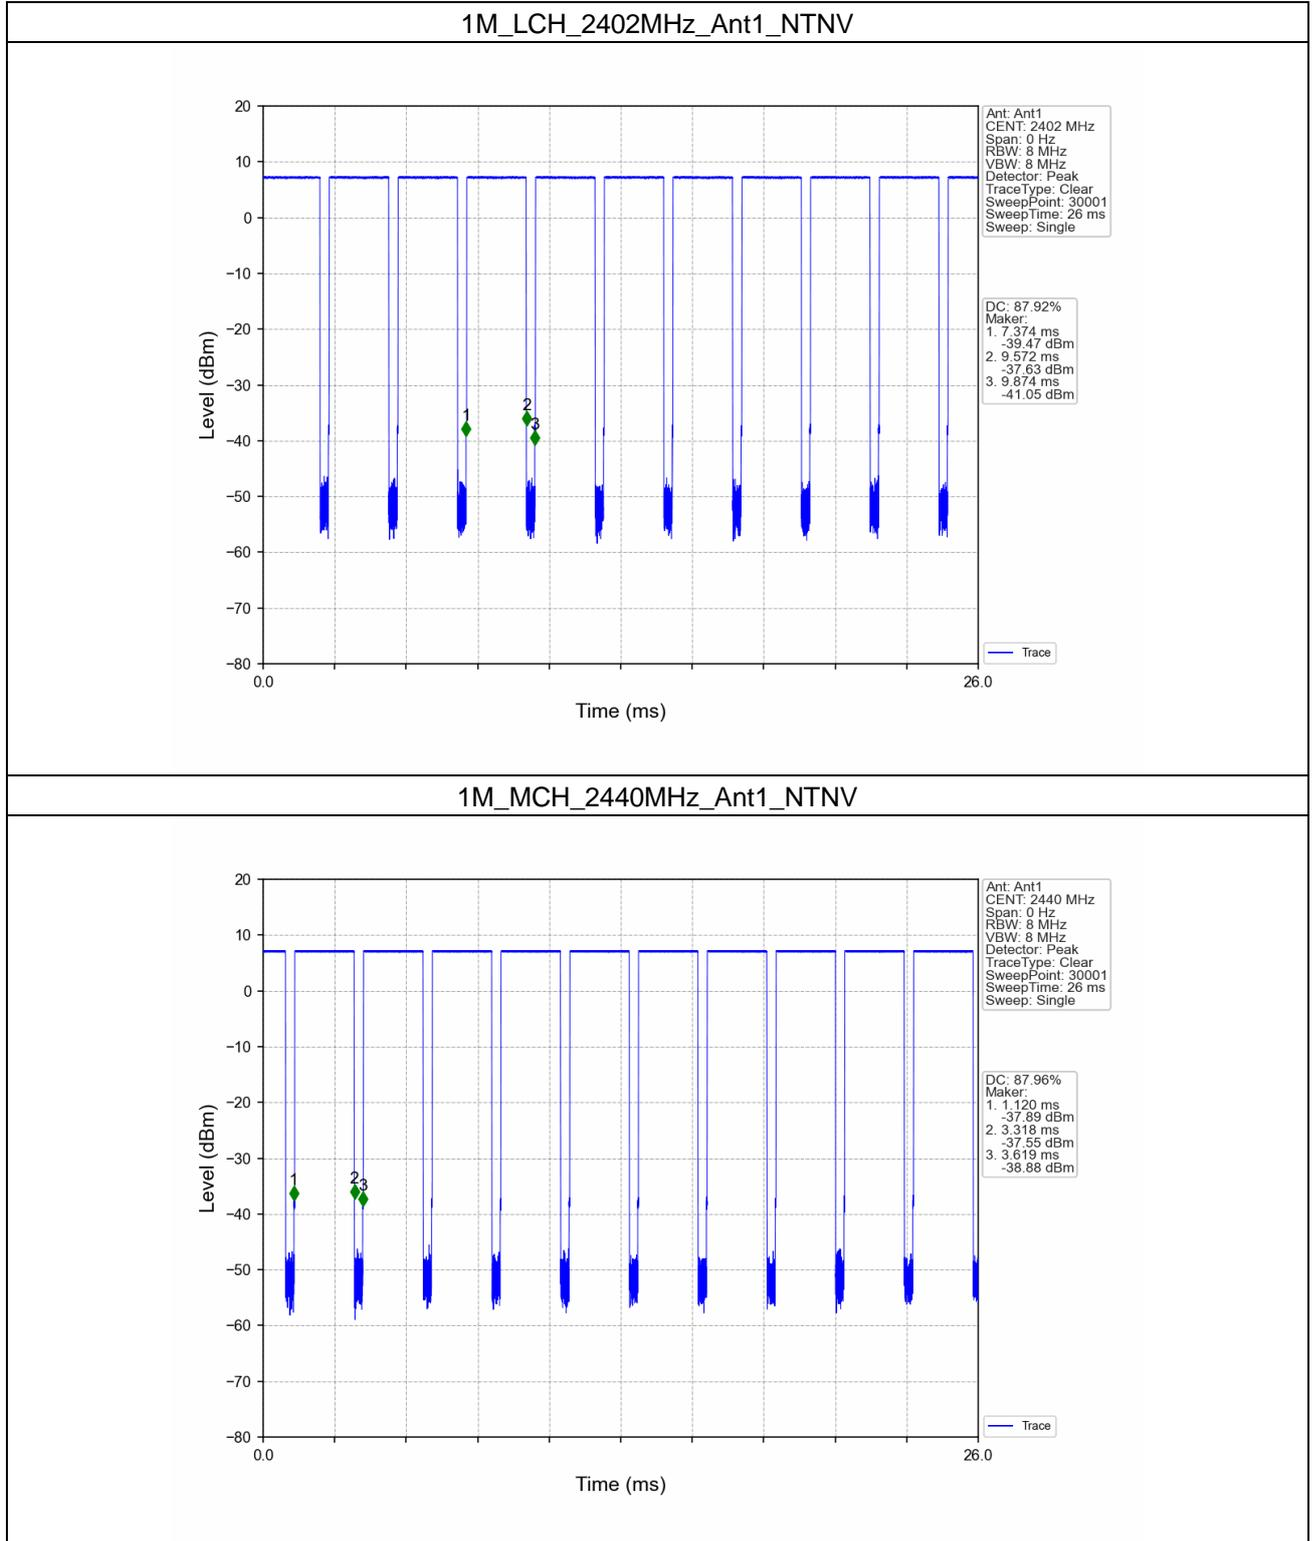 1M_LCH_2402MHz_Ant1_NTNV
20
10
0
−10
−20
−30
−40
−50
−60
−70
−80
Level (dBm)
0.0
26.0
Time (ms)
1
2
3
Ant: Ant1
CENT: 2402 MHz
Span: 0 Hz
RBW: 8 MHz
VBW: 8 MHz
Detector: Peak
TraceType: Clear
SweepPoint: 30001
SweepTime: 26 ms
Sweep: Single
DC: 87.92%
Maker:
1. 7.374 ms
-39.47 dBm
2. 9.572 ms
-37.63 dBm
3. 9.874 ms
-41.05 dBm
Trace
1M_MCH_2440MHz_Ant1_NTNV
20
10
0
−10
−20
−30
−40
−50
−60
−70
−80
Level (dBm)
0.0
26.0
Time (ms)
1
2
3
Ant: Ant1
CENT: 2440 MHz
Span: 0 Hz
RBW: 8 MHz
VBW: 8 MHz
Detector: Peak
TraceType: Clear
SweepPoint: 30001
SweepTime: 26 ms
Sweep: Single
DC: 87.96%
Maker:
1. 1.120 ms
-37.89 dBm
2. 3.318 ms
-37.55 dBm
3. 3.619 ms
-38.88 dBm
Trace